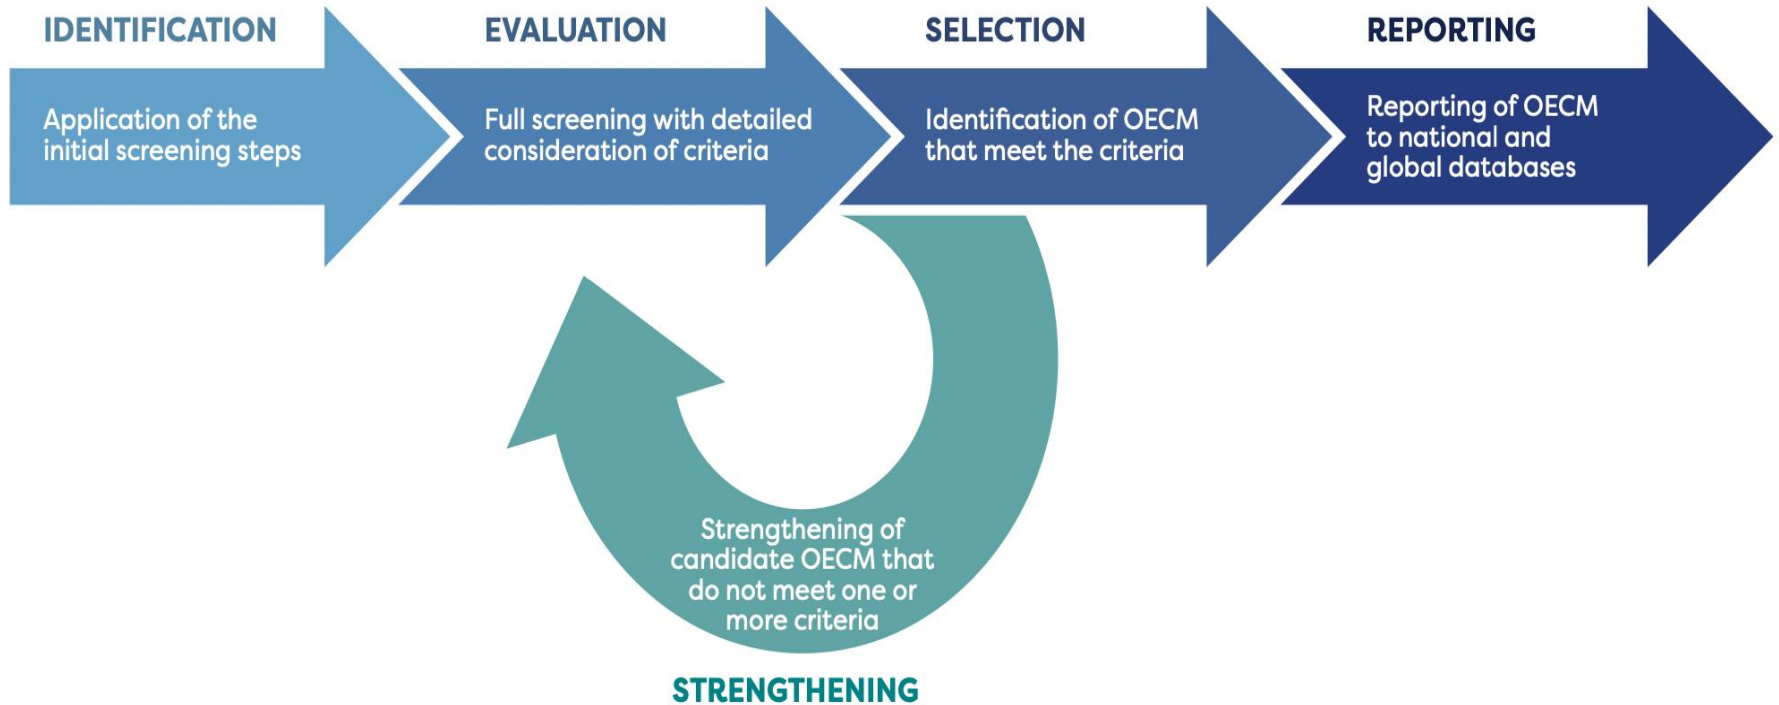 IDENTIFICATION
Application of the
initial screening steps
EVALUATION
Full screening with detailed
consideration of criteria
SELECTION
Identification of OECM
that meet the criteria
REPORTING
Reporting of OECM
to national and
global databases
Strengthening of
candidate OECM that
do not meet one or
more criteria
STRENGTHENING